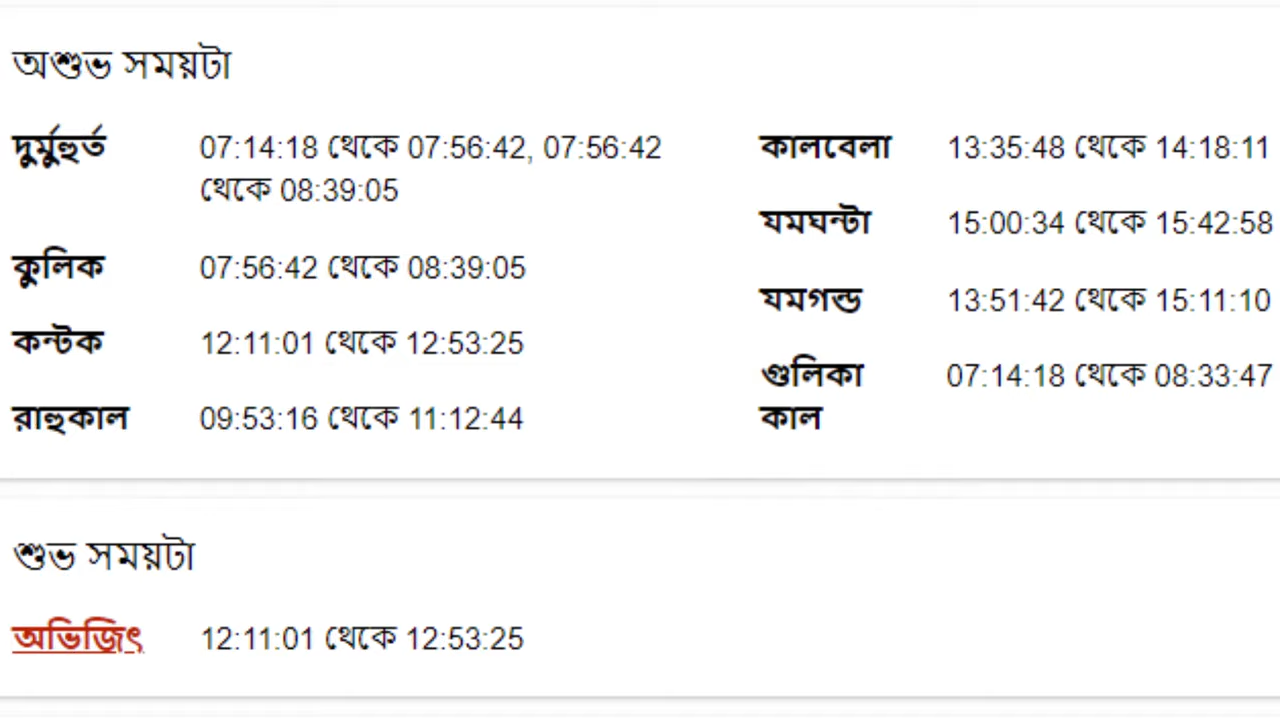 অশুভ সময়টা
দুর্মুহুর্ত 07:14:18 থেকে 07:56:42, 07:56:42
থেকে 08:39:05
কুলিক 07:56:42 থেকে 08:39:05
কন্টক 12:11:01 থেকে 12:53:25
রাহুকাল 09:53:16 থেকে 11:12:44
কালবেলা 13:35:48 থেকে 14:18:11
যমঘন্টা 15:00:34 থেকে 15:42:58
যমগন্ড 13:51:42 থেকে 15:11:10
গুলিকা 07:14:18 থেকে 08:33:47
কাল
শুভ সময়টা
অভিজিৎ 12:11:01 থেকে 12:53:25